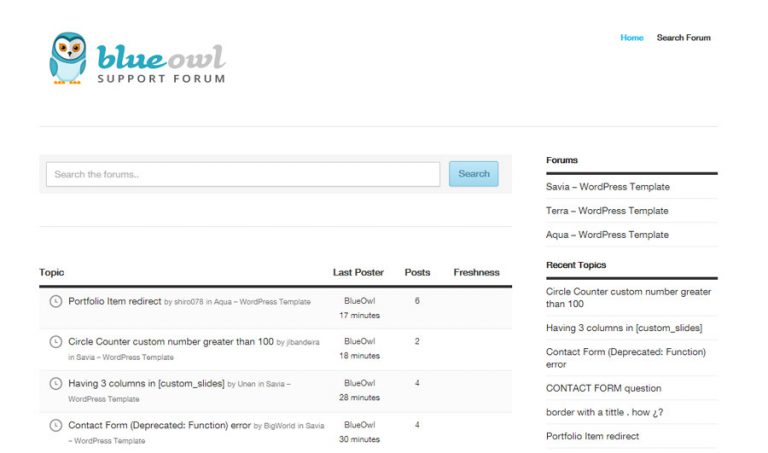 blueowl
SUPPORT FORUM
Home Search Forum
Search the forums.. Search
Topic Last Poster Posts Freshness
Portfolio Item redirect by shiro078 in Aqua – WordPress Template BlueOwl 6
17 minutes
Circle Counter custom number greater than 100 by jlbandeira BlueOwl 2
in Savia – WordPress Template 18 minutes
Having 3 columns in [custom_slides] by Unen in Savia – BlueOwl 4
WordPress Template 28 minutes
Contact Form (Deprecated: Function) error by BigWorld in Savia BlueOwl 4
– WordPress Template 30 minutes
Forums
Savia – WordPress Template
Terra – WordPress Template
Aqua – WordPress Template
Recent Topics
Circle Counter custom number greater
than 100
Having 3 columns in [custom_slides]
Contact Form (Deprecated: Function)
error
CONTACT FORM question
border with a tittle . how ¿?
Portfolio Item redirect